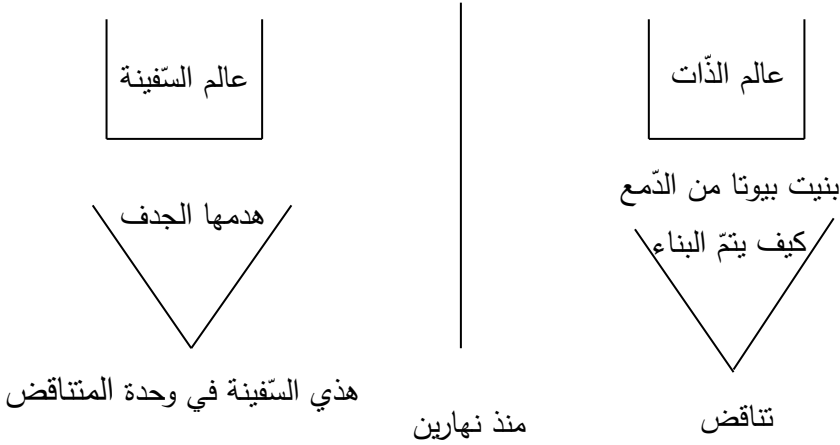 عالم الذّات
عالم السّفينة
بنيت بيوتا من الدّمع
هدمها الجدف
كيف يتمّ البناء
هذي السّفينة في وحدة المتناقض
تناقض
منذ نهارين